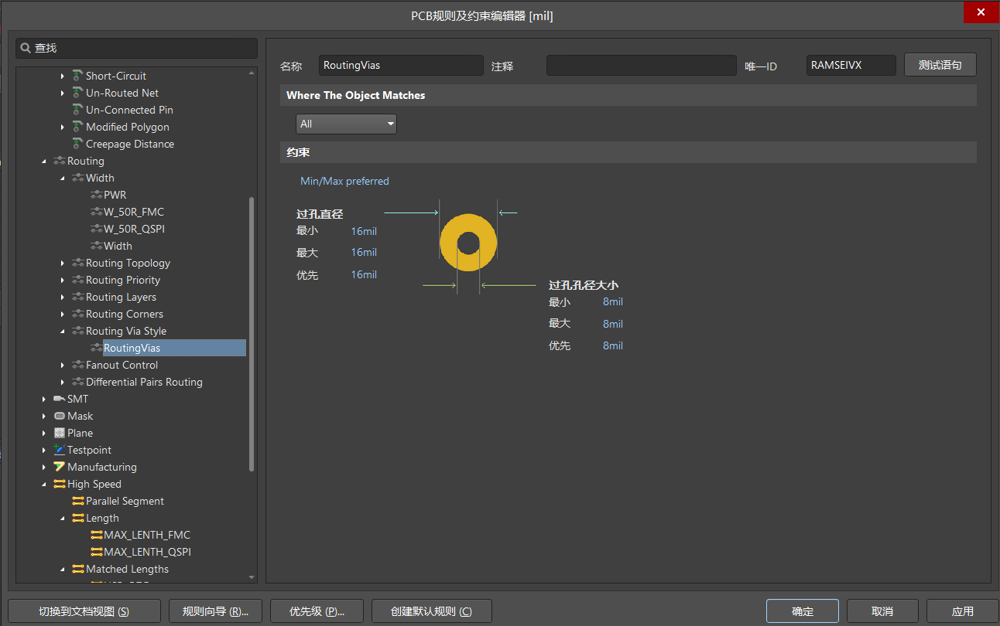 PCB规则及约束编辑器 [mil]
查找
Short-Circuit
Un-Routed Net
Un-Connected Pin
Modified Polygon
Creepage Distance
Routing
Width
PWR
W_50R_FMC
W_50R_QSPI
Width
Routing Topology
Routing Priority
Routing Layers
Routing Corners
Routing Via Style
RoutingVias
Fanout Control
Differential Pairs Routing
SMT
Mask
Plane
Testpoint
Manufacturing
High Speed
Parallel Segment
Length
MAX_LENTH_FMC
MAX_LENTH_QSPI
Matched Lengths
名称 RoutingVias 注释 唯一ID RAMSEIVX 测试语句
Where The Object Matches
All
约束
Min/Max preferred
过孔直径
最小 16mil
最大 16mil
优先 16mil
过孔孔径大小
最小 8mil
最大 8mil
优先 8mil
切换到文档视图 (S) 规则向导 (R)... 优先级 (P)... 创建默认规则 (C) 确定 取消 应用